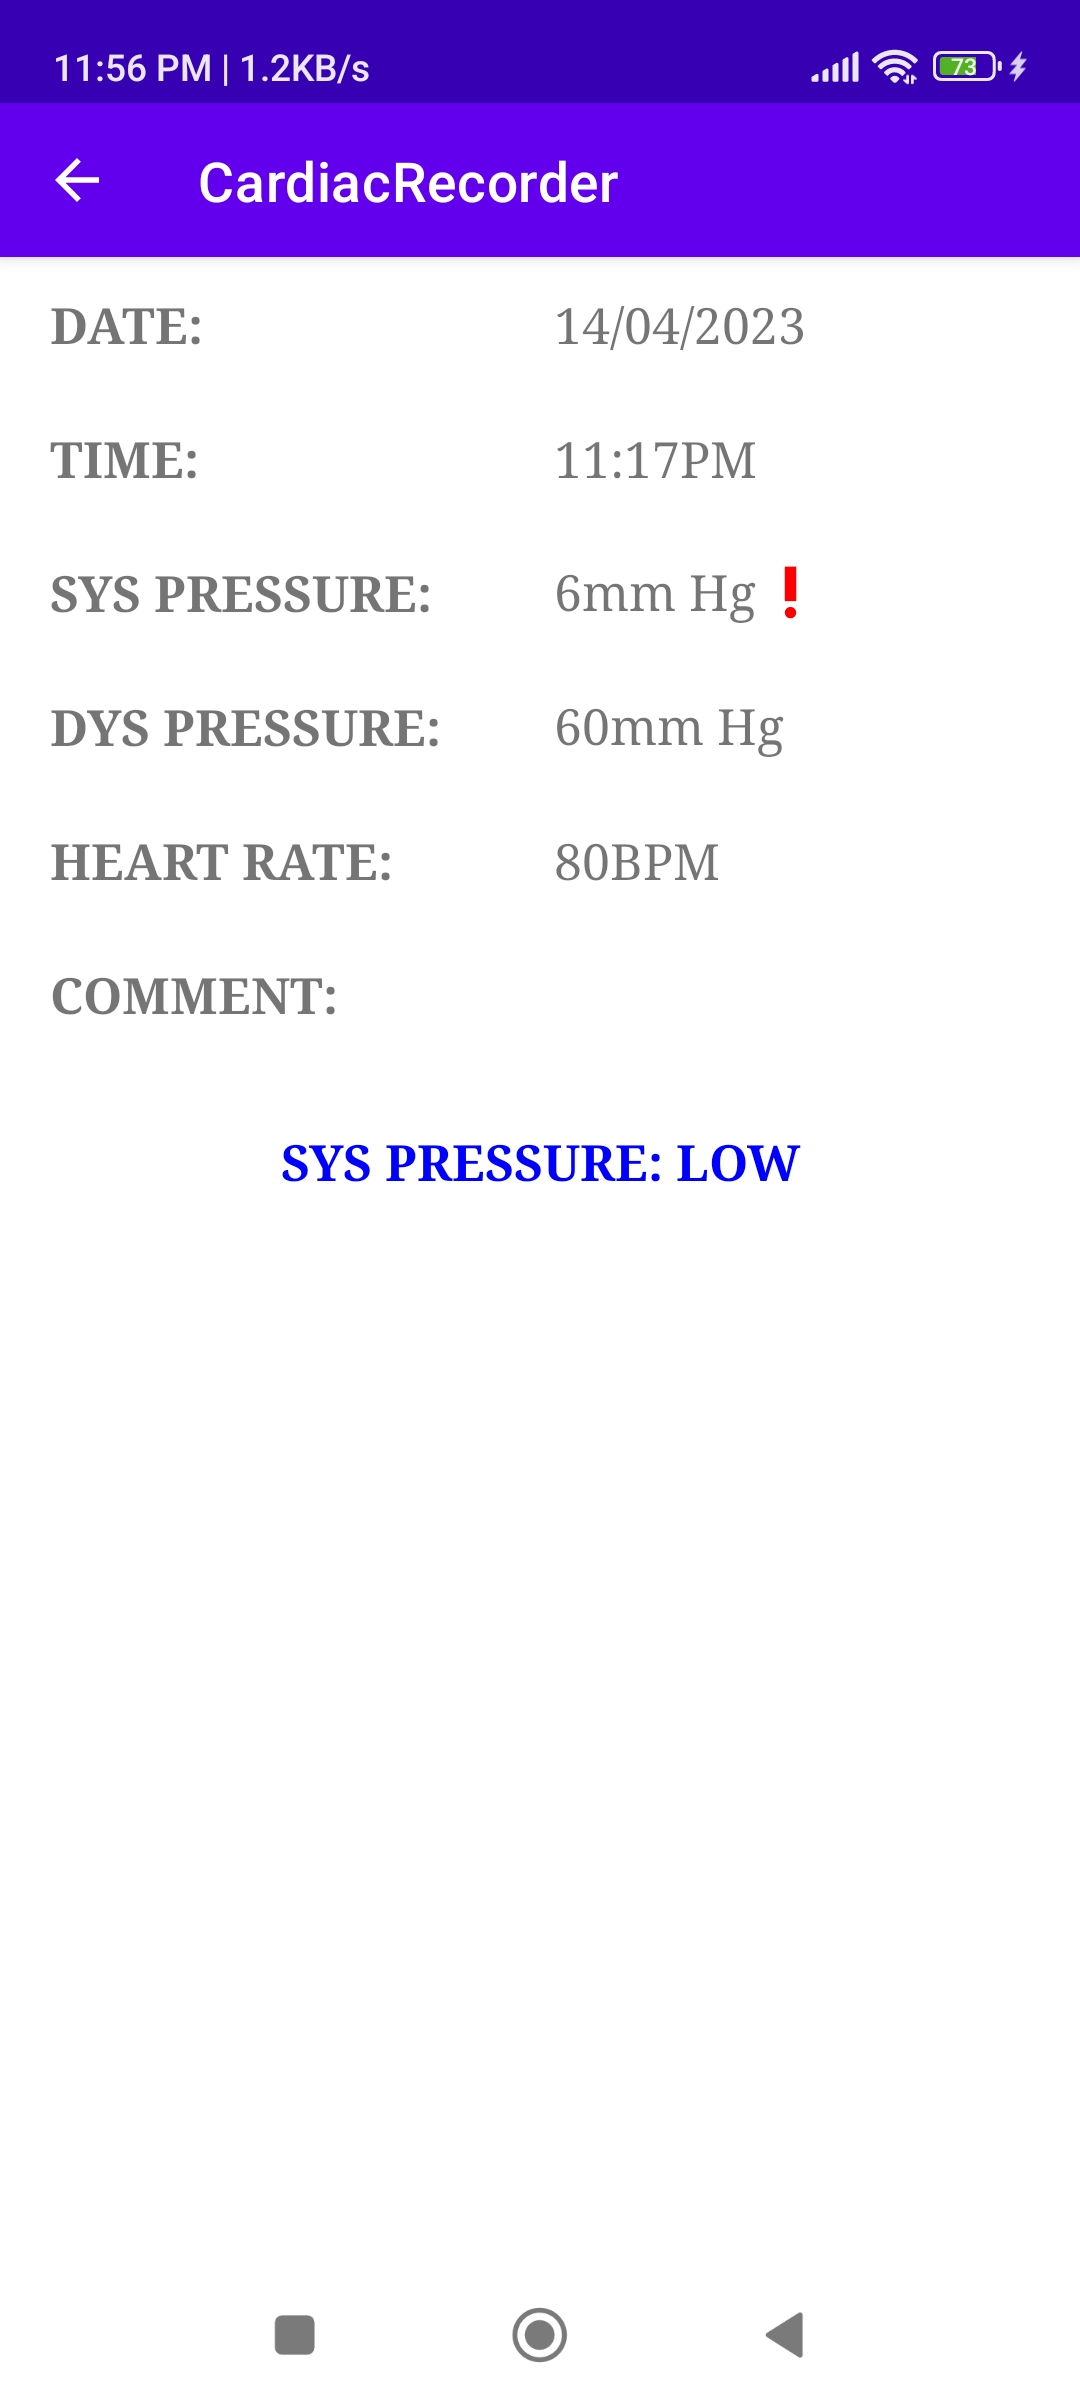 11:56 PM | 1.2KB/s 73
CardiacRecorder
DATE: 14/04/2023
TIME: 11:17PM
SYS PRESSURE: 6mm Hg ❗
DYS PRESSURE: 60mm Hg
HEART RATE: 80BPM
COMMENT:
SYS PRESSURE: LOW